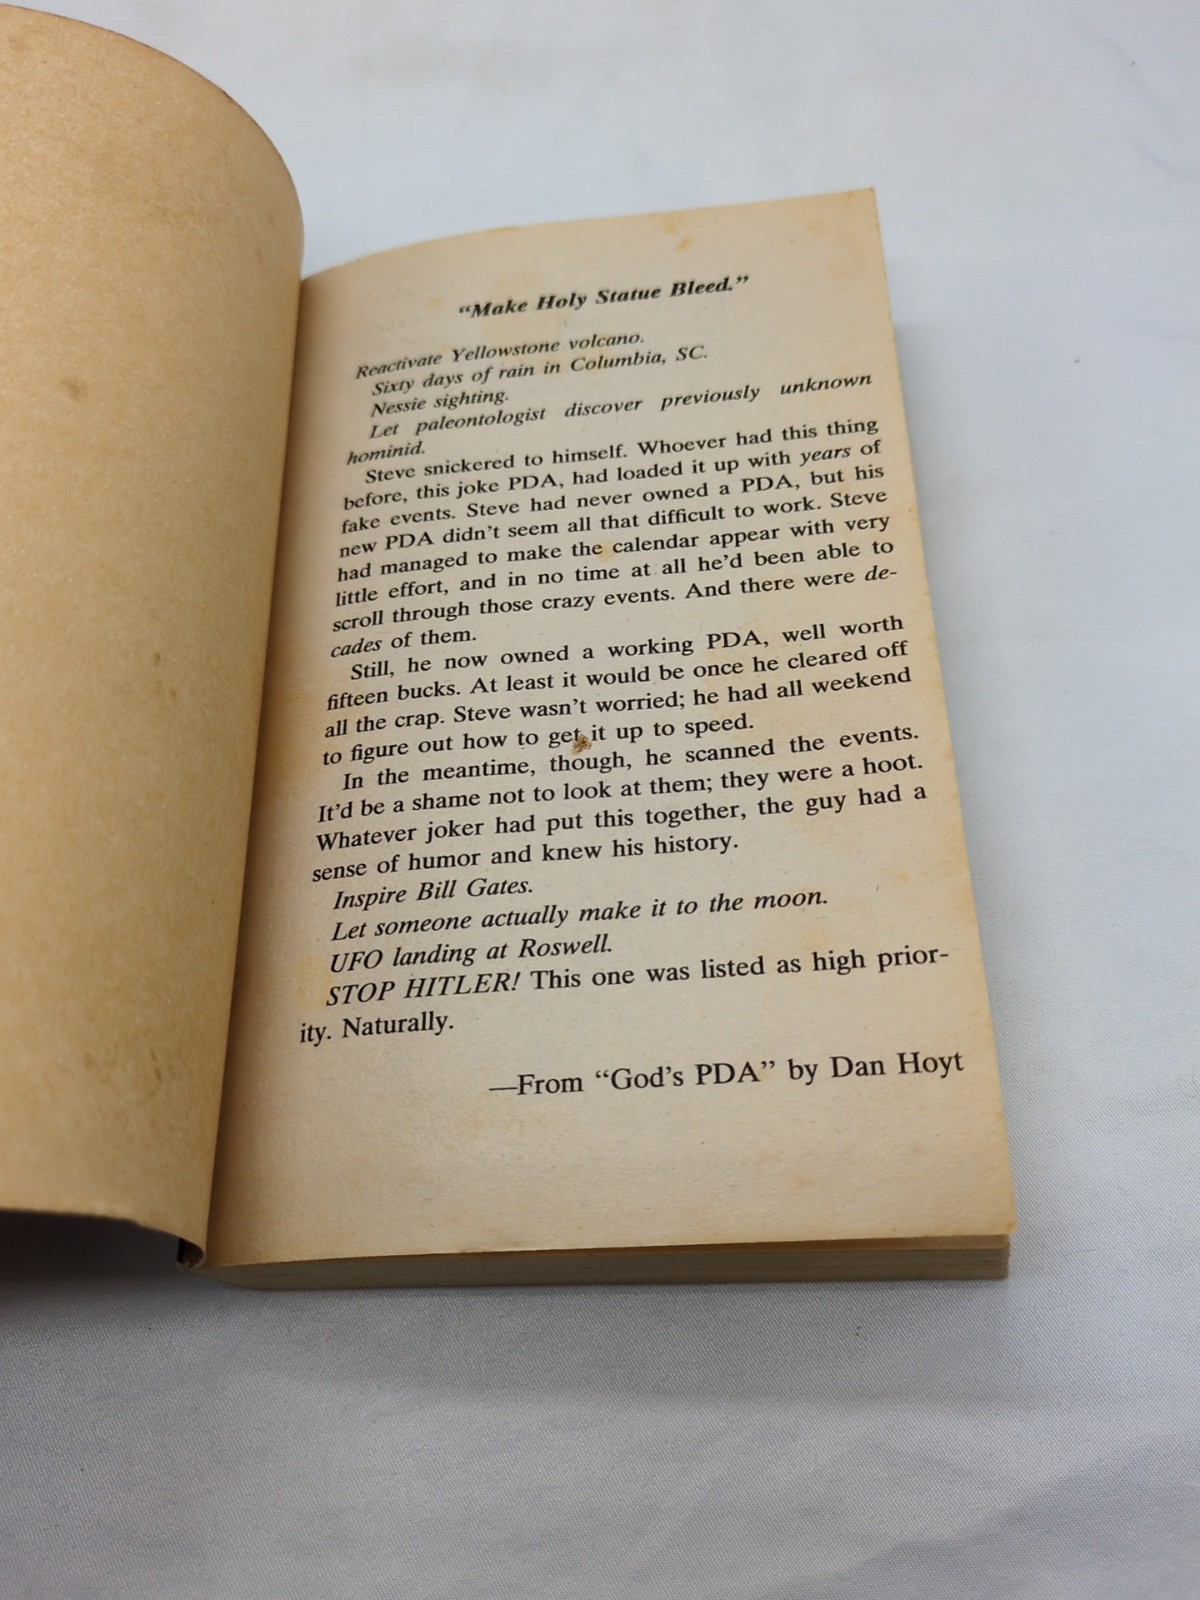 “Make Holy Statue Bleed.”
Reactivate Yellowstone volcano.
Sixty days of rain in Columbia, SC.
Nessie sighting.
Let paleontologist discover previously unknown
hominid.
Steve snickered to himself. Whoever had this thing
before, this joke PDA, had loaded it up with years of
fake events. Steve had never owned a PDA, but his
new PDA didn’t seem all that difficult to work. Steve
had managed to make the calendar appear with very
little effort, and in no time at all he’d been able to
scroll through those crazy events. And there were de-
cades of them.
Still, he now owned a working PDA, well worth
fifteen bucks. At least it would be once he cleared off
all the crap. Steve wasn’t worried; he had all weekend
to figure out how to get it up to speed.
In the meantime, though, he scanned the events.
It’d be a shame not to look at them; they were a hoot.
Whatever joker had put this together, the guy had a
sense of humor and knew his history.
Inspire Bill Gates.
Let someone actually make it to the moon.
UFO landing at Roswell.
STOP HITLER! This one was listed as high prior-
ity. Naturally.
—From “God’s PDA” by Dan Hoyt